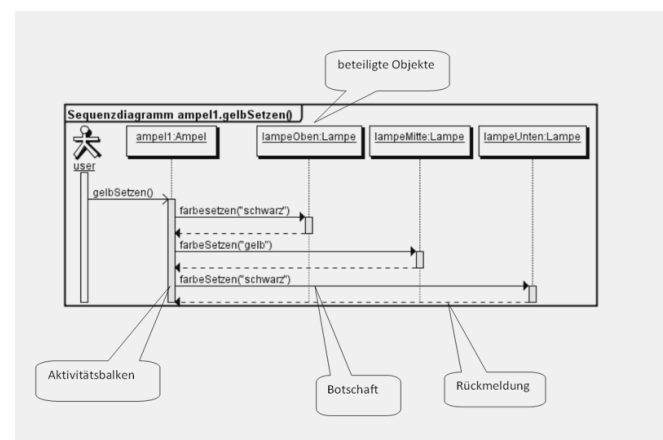 beteiligte Objekte
Sequenzdiagramm ampel1.gelbSetzen()
user
ampel1:Ampel
lampeOben:Lampe
lampeMitte:Lampe
lampeUnten:Lampe
gelbSetzen()
farbesetzen("schwarz")
farbeSetzen("gelb")
farbeSetzen("schwarz")
Aktivitätsbalken
Botschaft
Rückmeldung